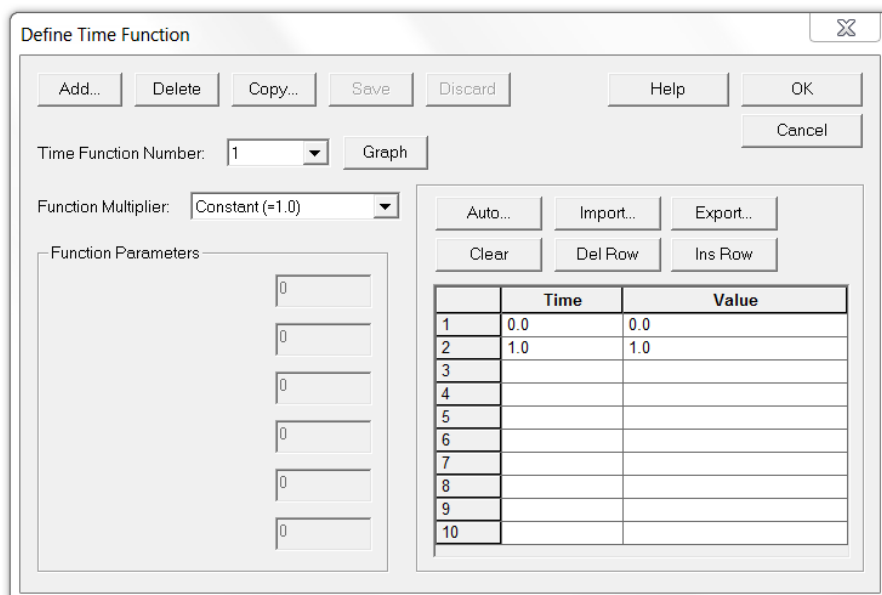 Define Time Function
Add... Delete Copy... Save Discard Help OK
Cancel
Time Function Number: 1 Graph
Function Multiplier: Constant (=1.0)
Function Parameters
0
0
0
0
0
0
Auto... Import... Export...
Clear Del Row Ins Row
Time Value
1 0.0 0.0
2 1.0 1.0
3
4
5
6
7
8
9
10